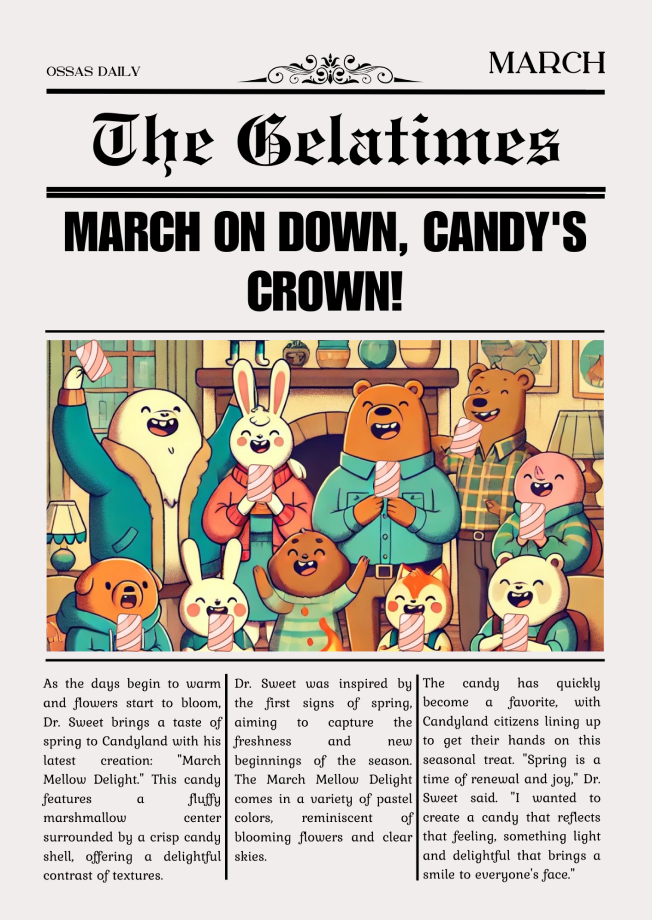 OSSAS DAILY
MARCH
The Gelatimes
MARCH ON DOWN, CANDY'S
CROWN!
As the days begin to warm
and flowers start to bloom,
Dr. Sweet brings a taste of
spring to Candyland with his
latest creation: "March
Mellow Delight." This candy
features a fluffy
marshmallow center
surrounded by a crisp candy
shell, offering a delightful
contrast of textures.
Dr. Sweet was inspired by
the first signs of spring,
aiming to capture the
freshness and new
beginnings of the season.
The March Mellow Delight
comes in a variety of pastel
colors, reminiscent of
blooming flowers and clear
skies.
The candy has quickly
become a favorite, with
Candyland citizens lining up
to get their hands on this
seasonal treat. "Spring is a
time of renewal and joy," Dr.
Sweet said. "I wanted to
create a candy that reflects
that feeling, something light
and delightful that brings a
smile to everyone's face."